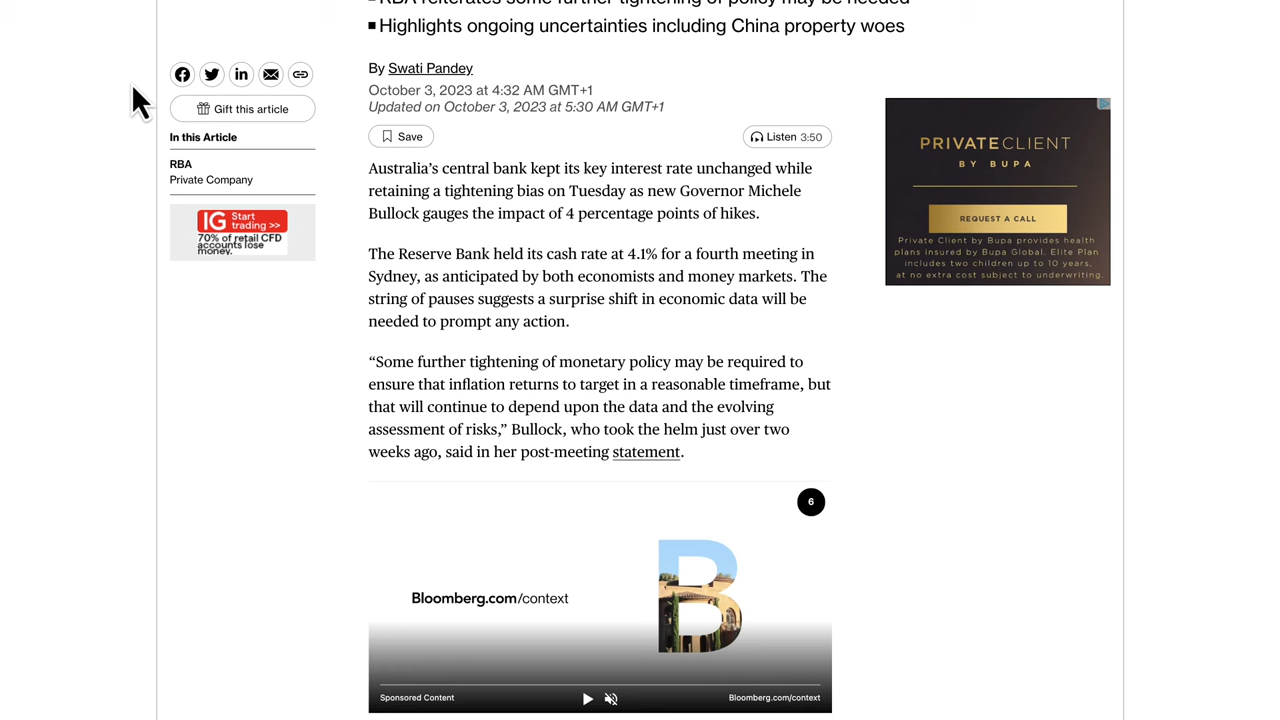 RBA reiterates some further tightening of policy may be needed
Highlights ongoing uncertainties including China property woes
By Swati Pandey
October 3, 2023 at 4:32 AM GMT+1
Updated on October 3, 2023 at 5:30 AM GMT+1
Gift this article
In this Article
RBA
Private Company
IG Start trading >>
70% of retail CFD
accounts lose
money.
Save
Listen 3:50
Australia’s central bank kept its key interest rate unchanged while
retaining a tightening bias on Tuesday as new Governor Michele
Bullock gauges the impact of 4 percentage points of hikes.
The Reserve Bank held its cash rate at 4.1% for a fourth meeting in
Sydney, as anticipated by both economists and money markets. The
string of pauses suggests a surprise shift in economic data will be
needed to prompt any action.
“Some further tightening of monetary policy may be required to
ensure that inflation returns to target in a reasonable timeframe, but
that will continue to depend upon the data and the evolving
assessment of risks,” Bullock, who took the helm just over two
weeks ago, said in her post-meeting statement.
6
Bloomberg.com/context
B
Sponsored Content
Bloomberg.com/context
PRIVATE CLIENT
BY BUPA
REQUEST A CALL
Private Client by Bupa provides health
plans insured by Bupa Global. Elite Plan
includes two children up to 10 years,
at no extra cost subject to underwriting.